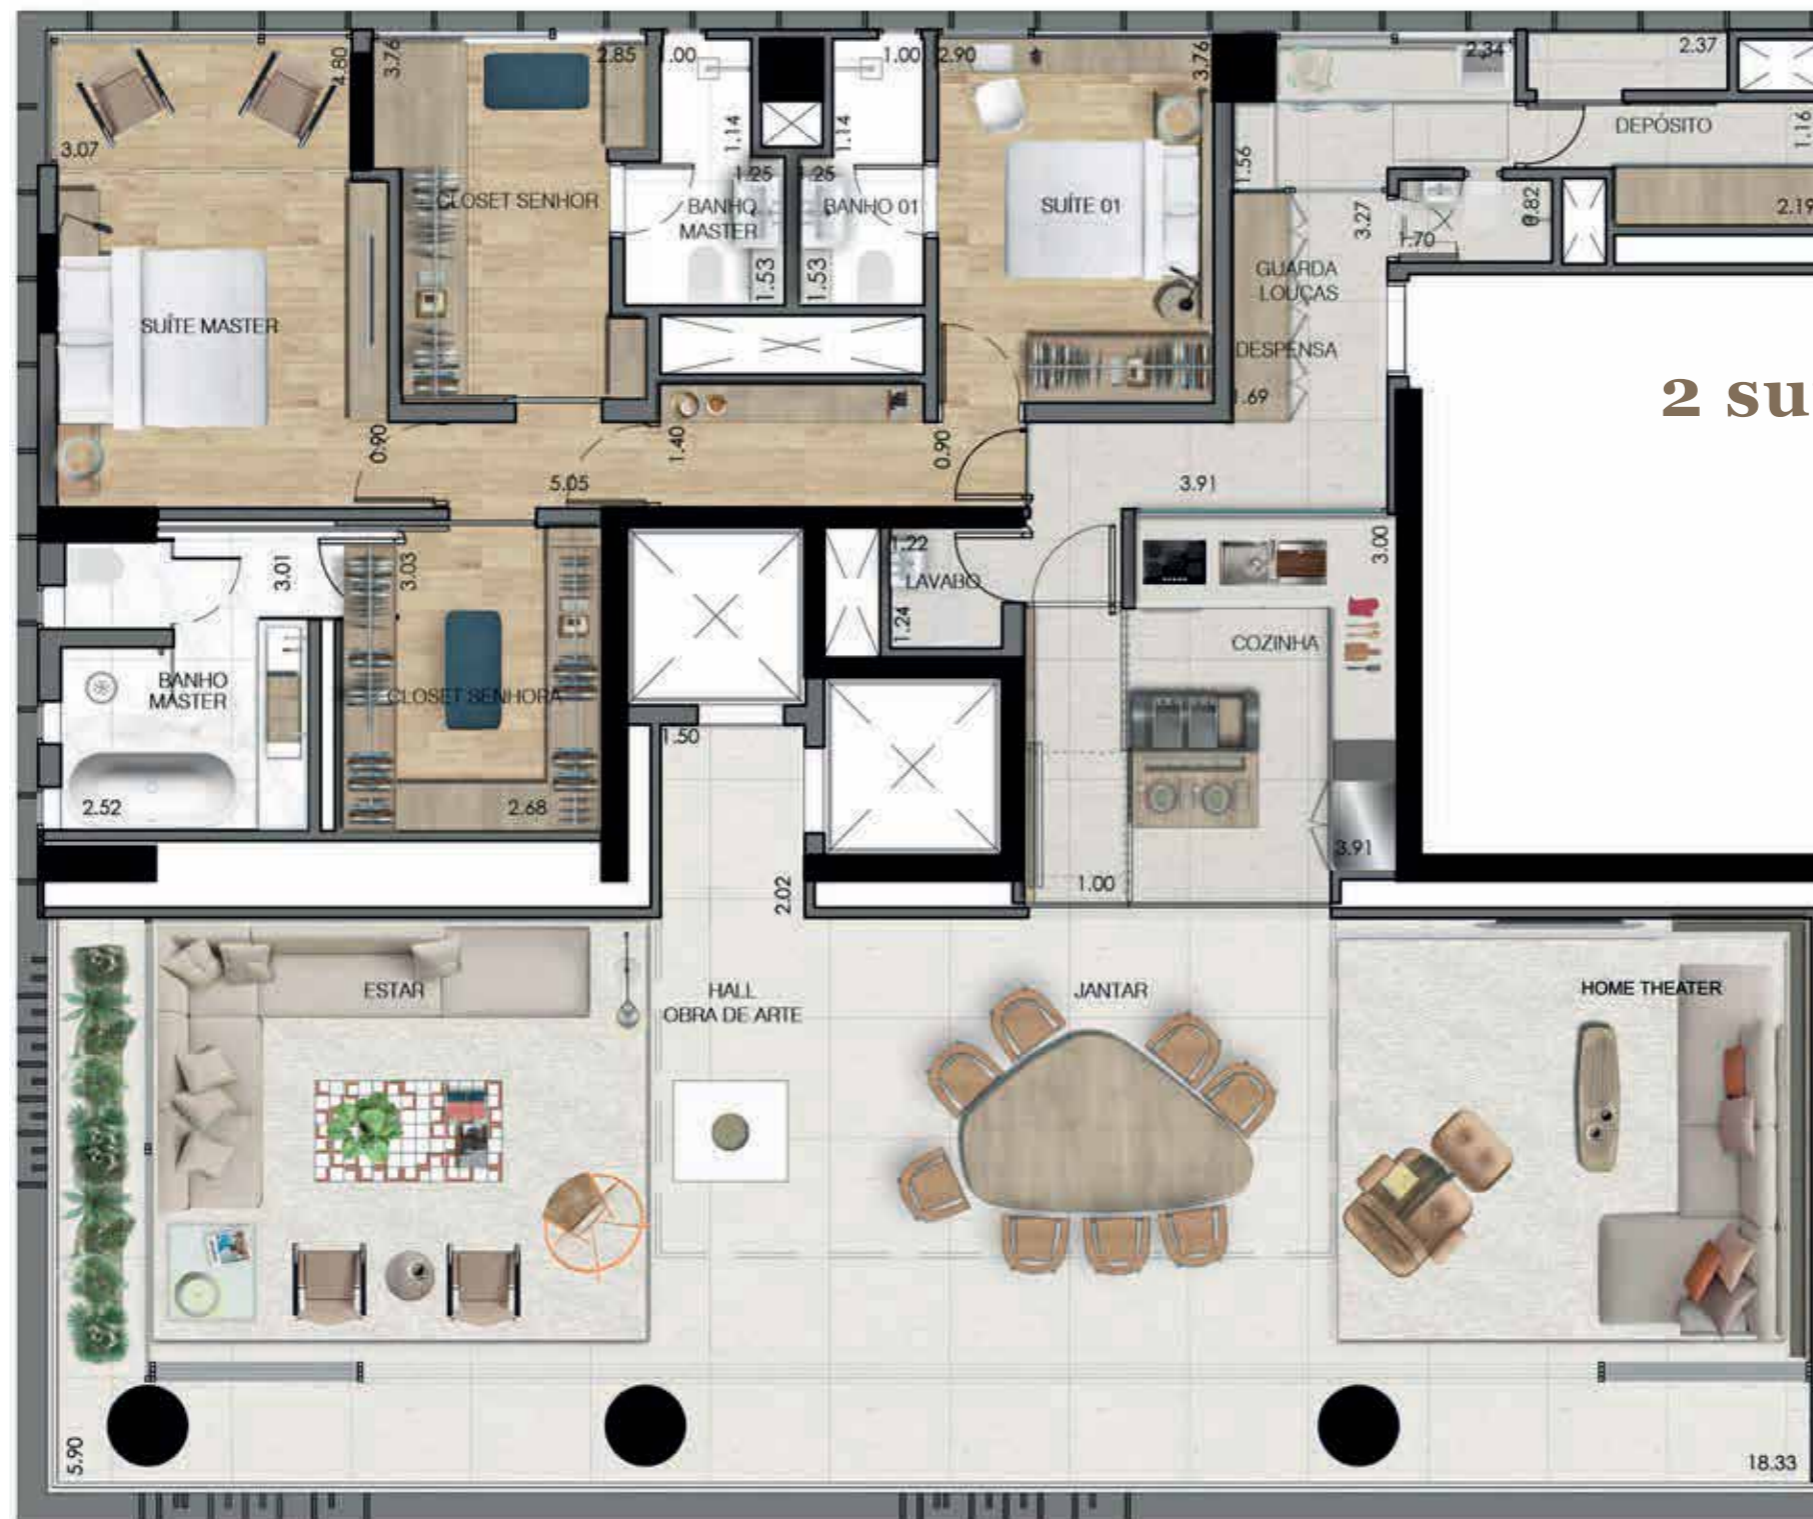 4.80
3.76
2.85
1.00
1.00
2.90
3.76
2.34
2.37
3.07
1.14
1.14
1.56
DEPÓSITO
1.16
CLOSET SENHOR
1.25
1.25
BANHO
MASTER
BANHO 01
SUÍTE 01
3.27
1.70
0.82
2.19
1.53
1.53
GUARDA
LOUÇAS
SUÍTE MASTER
DESPENSA
1.69
2 su
0.90
5.05
1.40
0.90
3.91
3.01
3.03
1.22
LAVABO
1.24
3.00
COZINHA
BANHO
MASTER
CLOSET SENHORA
2.52
2.68
1.50
2.02
1.00
3.91
ESTAR
HALL
OBRA DE ARTE
JANTAR
HOME THEATER
5.90
18.33